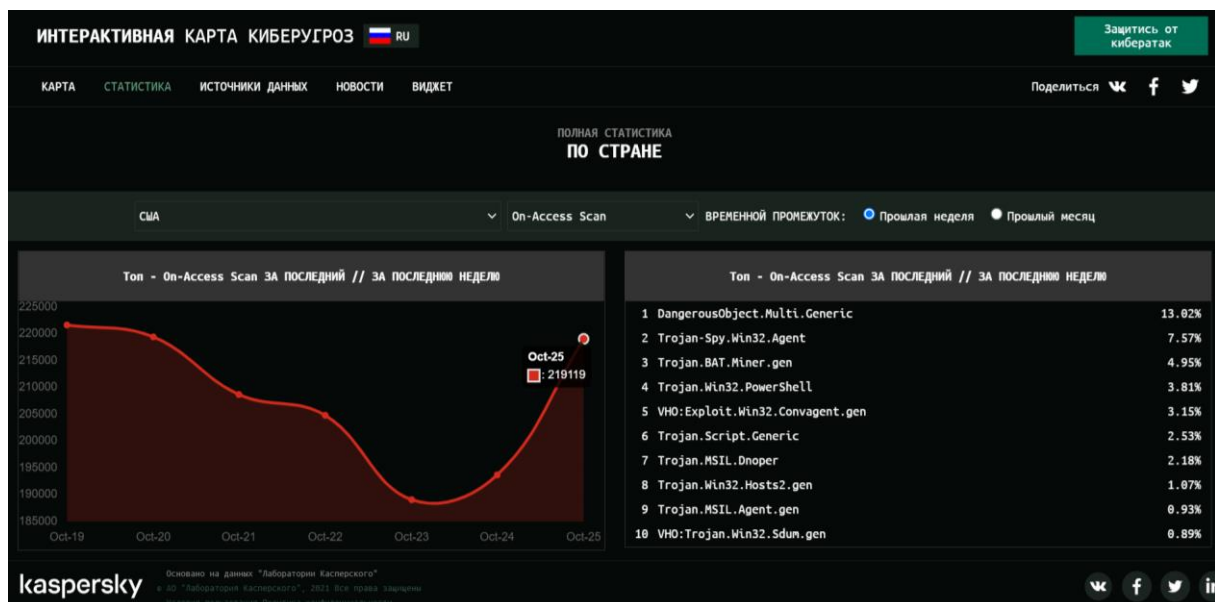 ИНТЕРАКТИВНАЯ КАРТА КИБЕРУГРОЗ RU
Защитись от
кибератак
КАРТА СТАТИСТИКА ИСТОЧНИКИ ДАННЫХ НОВОСТИ ВИДЖЕТ
Поделиться
ПОЛНАЯ СТАТИСТИКА
ПО СТРАНЕ
США On-Access Scan ВРЕМЕННОЙ ПРОМЕЖУТОК: Прошлая неделя Прошлый месяц
Топ - On-Access Scan ЗА ПОСЛЕДНИЙ // ЗА ПОСЛЕДНЮЮ НЕДЕЛЮ
225000
220000
215000
210000
205000
200000
195000
190000
185000
Oct-25
: 219119
Oct-19 Oct-20 Oct-21 Oct-22 Oct-23 Oct-24 Oct-25
Топ - On-Access Scan ЗА ПОСЛЕДНИЙ // ЗА ПОСЛЕДНЮЮ НЕДЕЛЮ
1 DangerousObject.Multi.Generic 13.02%
2 Trojan-Spy.Win32.Agent 7.57%
3 Trojan.BAT.Miner.gen 4.95%
4 Trojan.Win32.PowerShell 3.81%
5 VHO:Exploit.Win32.Convagent.gen 3.15%
6 Trojan.Script.Generic 2.53%
7 Trojan.MSIL.Dnoper 2.18%
8 Trojan.Win32.Hosts2.gen 1.07%
9 Trojan.MSIL.Agent.gen 0.93%
10 VHO:Trojan.Win32.Sdum.gen 0.89%
kaspersky
Основано на данных "Лаборатории Касперского"
АО "Лаборатория Касперского", 2021 Все права защищены